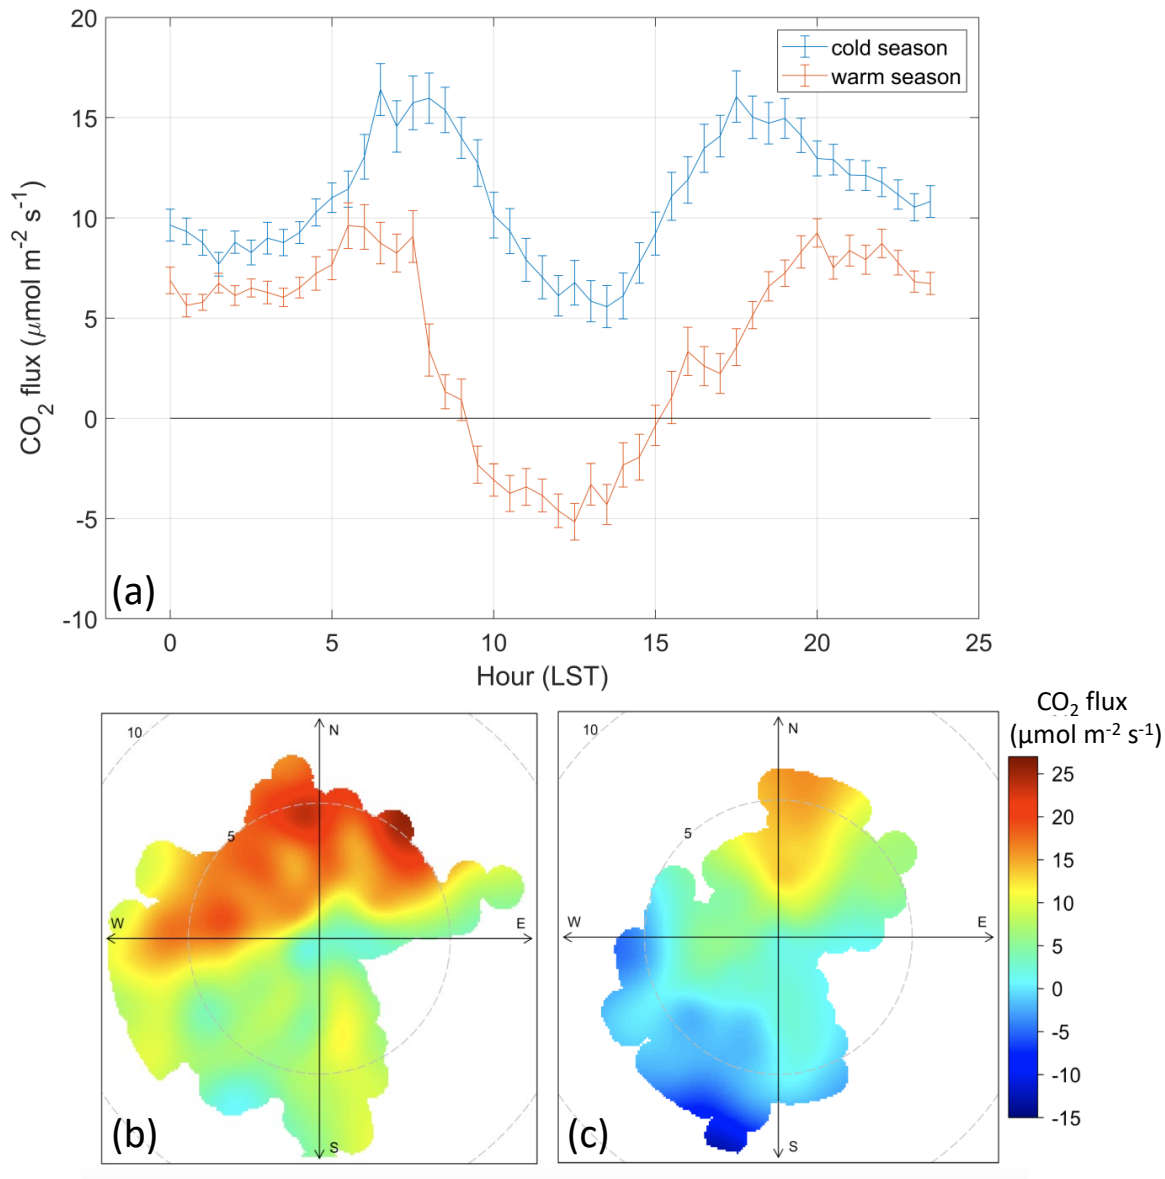 20
15
10
5
0
-5
-10
CO2 flux (μmol m-2 s-1)
cold season
warm season
(a)
0 5 10 15 20 25
Hour (LST)
10
N
5
W
E
S
(b)
N
5
W
E
S
(c)
10
CO2 flux
(μmol m-2 s-1)
25
20
15
10
5
0
-5
-10
-15